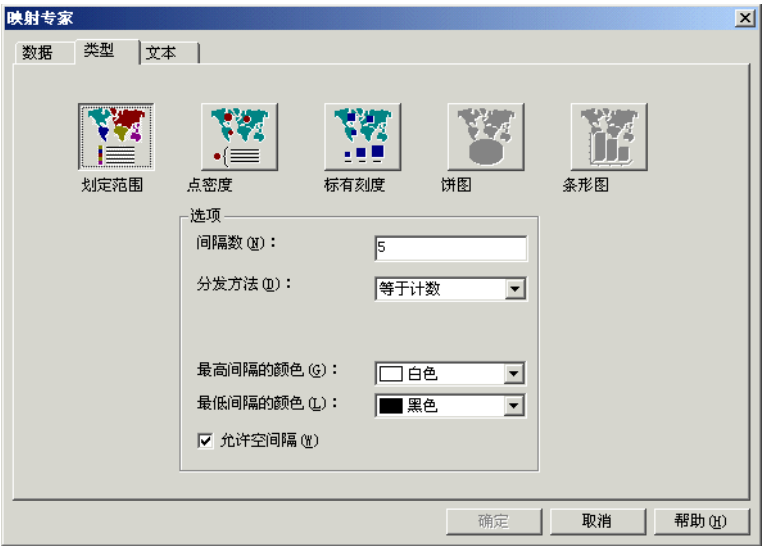 映射专家
数据 类型 文本
划定范围 点密度 标有刻度 饼图 条形图
选项
间隔数(N)： 5
分发方法(D)： 等于计数
最高间隔的颜色(G)： 白色
最低间隔的颜色(L)： 黑色
允许空间隔(W)
确定 取消 帮助(H)